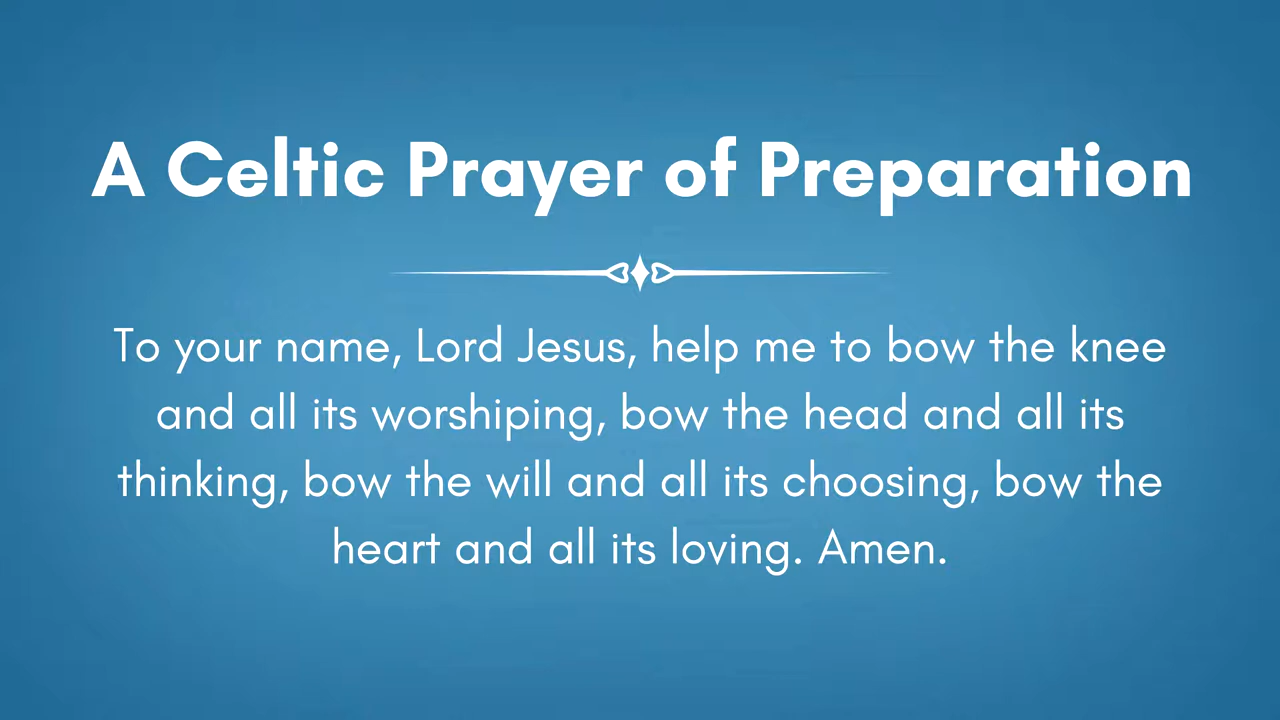 A Celtic Prayer of Preparation
To your name, Lord Jesus, help me to bow the knee
and all its worshiping, bow the head and all its
thinking, bow the will and all its choosing, bow the
heart and all its loving. Amen.